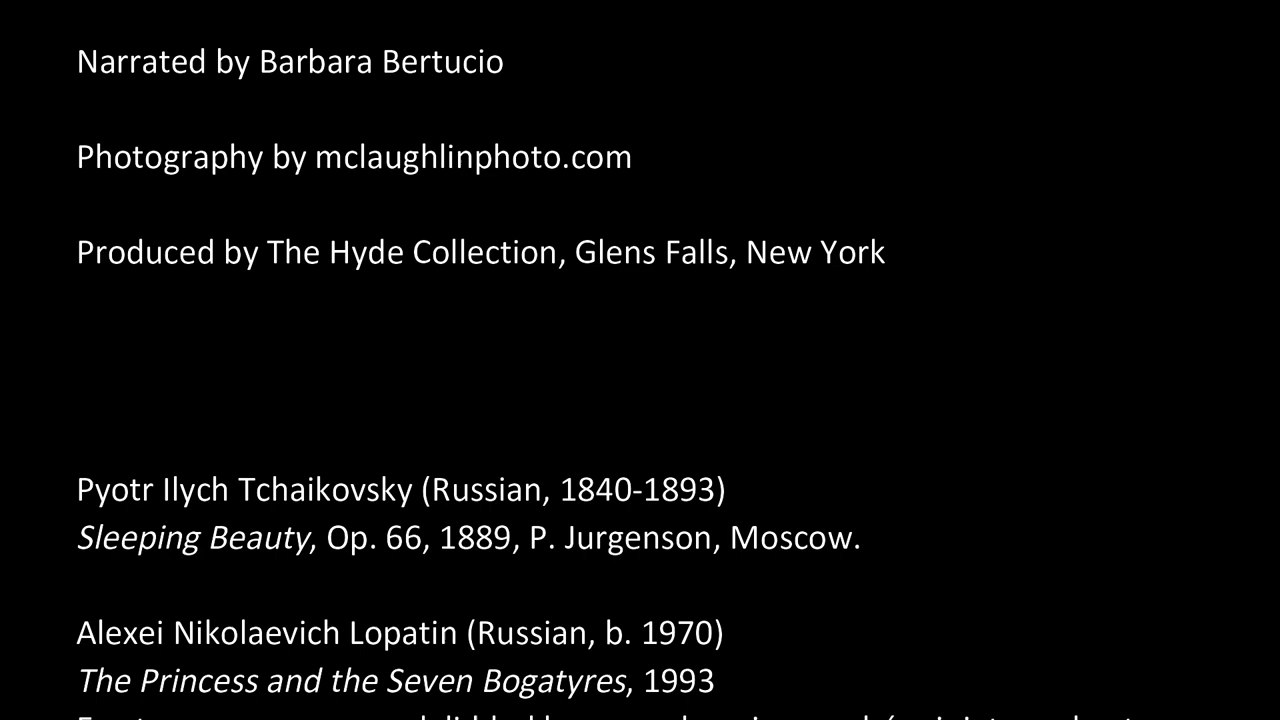 Narrated by Barbara Bertucio
Photography by mclaughlinphoto.com
Produced by The Hyde Collection, Glens Falls, New York
Pyotr Ilych Tchaikovsky (Russian, 1840-1893)
Sleeping Beauty, Op. 66, 1889, P. Jurgenson, Moscow.
Alexei Nikolaevich Lopatin (Russian, b. 1970)
The Princess and the Seven Bogatyres, 1993